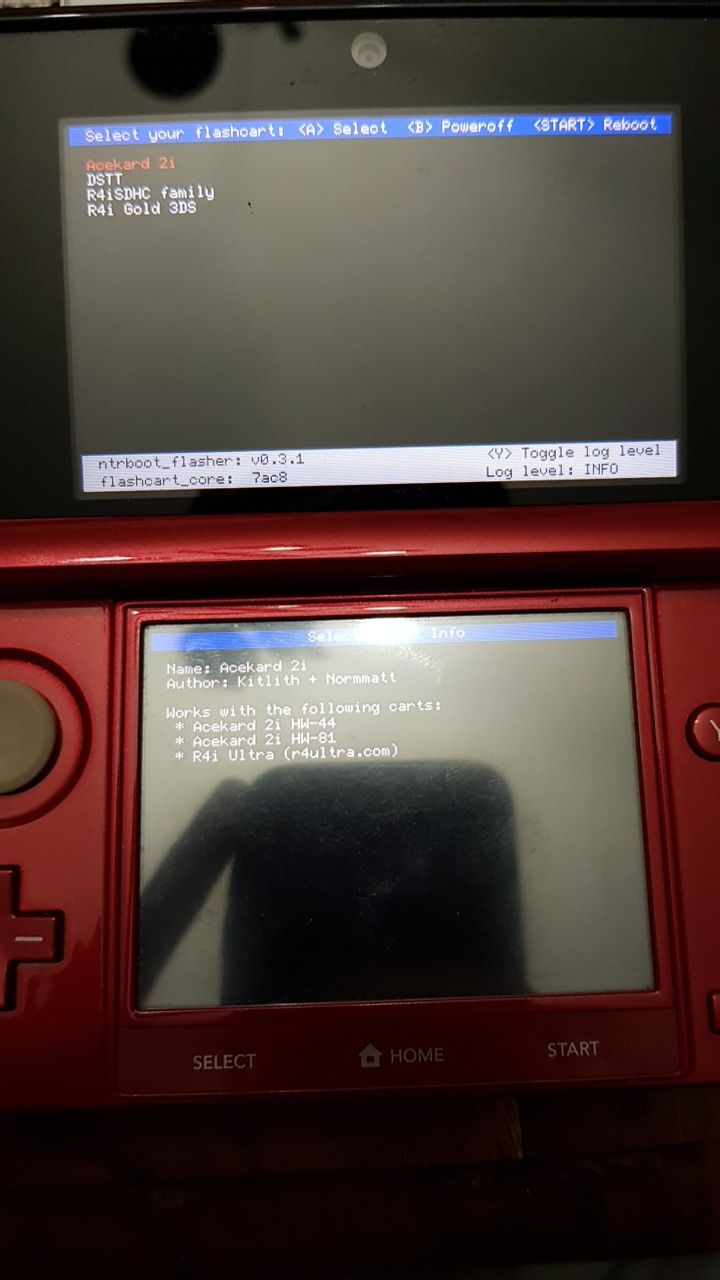 Select your flashcart: <A> Select <B> Poweroff <START> Reboot
Acekard 2i
DSTT
R4iSDHC family
R4i Gold 3DS
ntrboot_flasher: v0.3.1
<Y> Toggle log level
flashcart_core: 7ac8
Log level: INFO
Info
Name: Acekard 2i
Author: Kitlith + Normmatt
Works with the following carts:
* Acekard 2i HW-44
* Acekard 2i HW-81
* R4i Ultra (r4ultra.com)
Y
SELECT HOME START